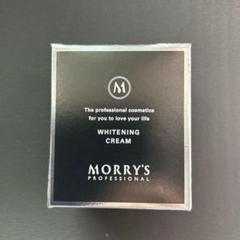 M
The professional cosmetics
for you to love your life
WHITENING
CREAM
MORRY'S
PROFESSIONAL